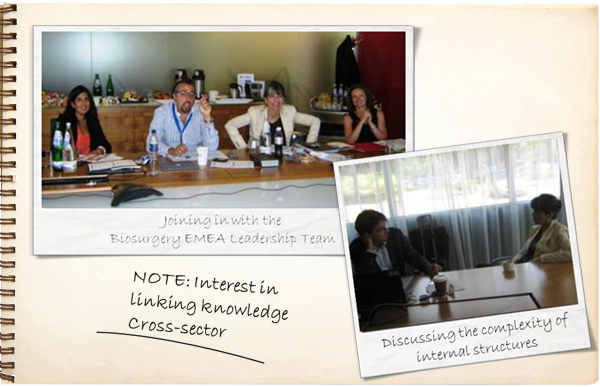 Joining in with the
Biosurgery EMEA Leadership Team
NOTE: Interest in
linking knowledge
Cross-sector
Discussing the complexity of
internal structures